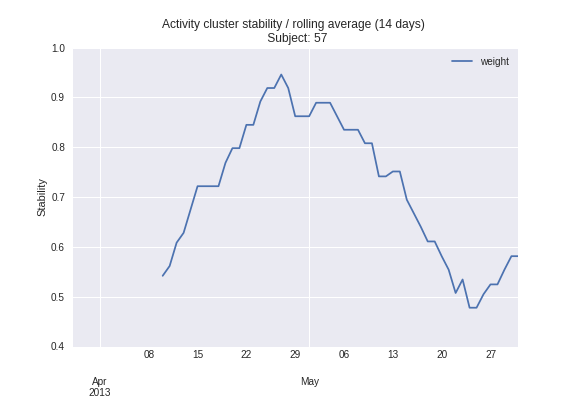 Activity cluster stability / rolling average (14 days)
Subject: 57
weight
Stability
1.0
0.9
0.8
0.7
0.6
0.5
0.4
08 15 22 29 06 13 20 27
Apr May
2013